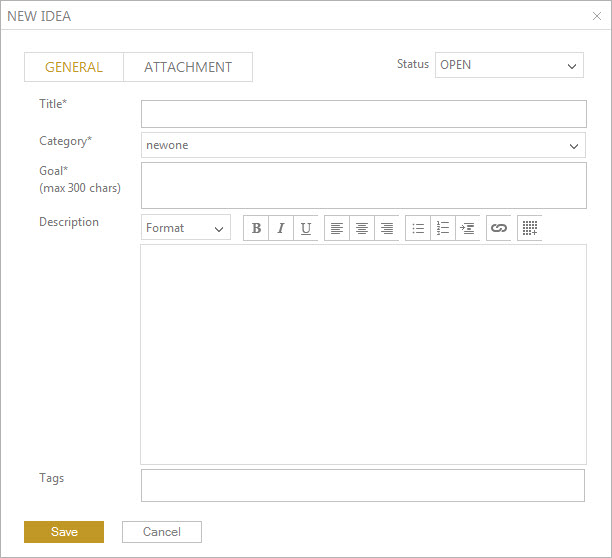 NEW IDEA
GENERAL ATTACHMENT Status OPEN
Title*
Category* newone
Goal*
(max 300 chars)
Description Format B I U
Tags
Save Cancel